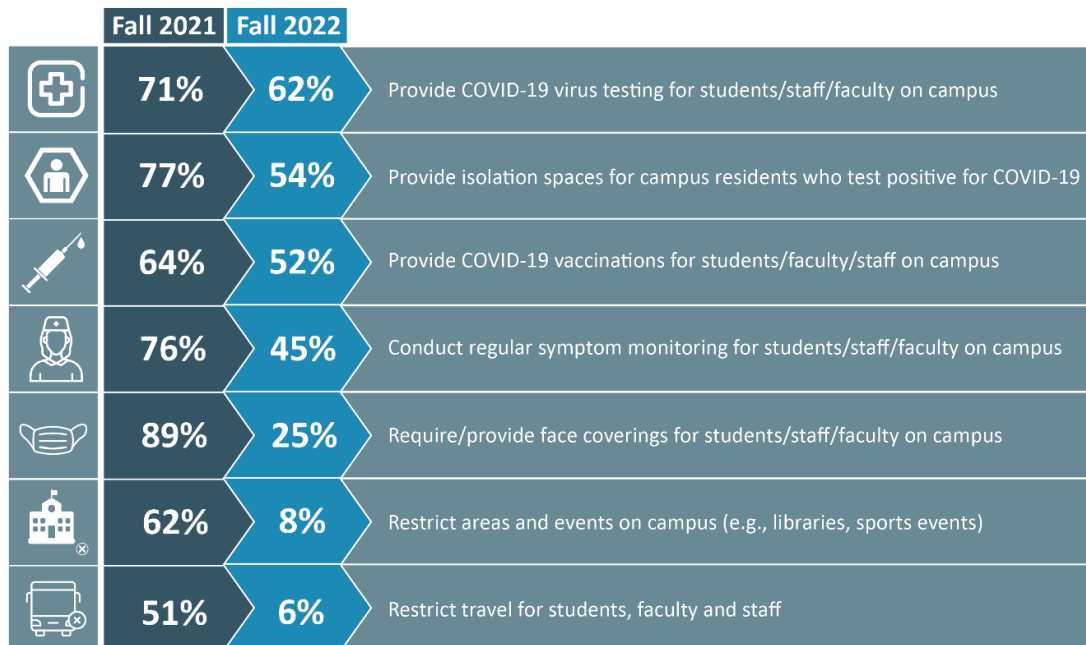 Fall 2021 Fall 2022
71% 62% Provide COVID-19 virus testing for students/staff/faculty on campus
77% 54% Provide isolation spaces for campus residents who test positive for COVID-19
64% 52% Provide COVID-19 vaccinations for students/faculty/staff on campus
76% 45% Conduct regular symptom monitoring for students/staff/faculty on campus
89% 25% Require/provide face coverings for students/staff/faculty on campus
62% 8% Restrict areas and events on campus (e.g., libraries, sports events)
51% 6% Restrict travel for students, faculty and staff